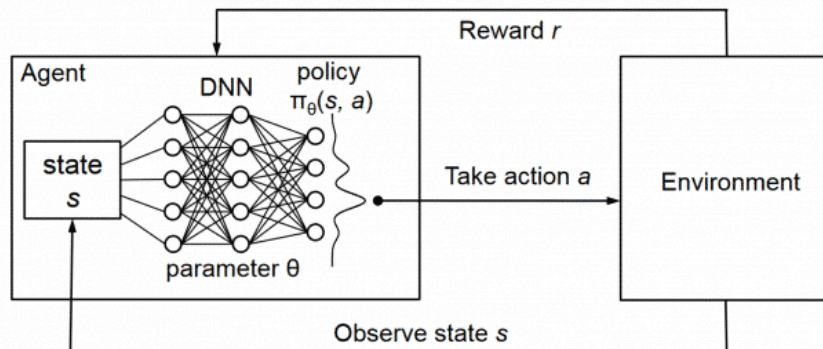 Reward r
Agent
DNN
policy
πθ(s, a)
state
s
Take action a
Environment
parameter θ
Observe state s